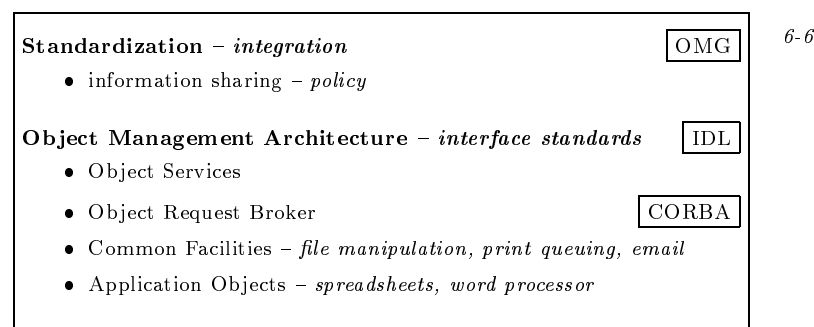 Standardization – integration OMG 6-6
• information sharing – policy
Object Management Architecture – interface standards IDL
• Object Services
• Object Request Broker CORBA
• Common Facilities – file manipulation, print queuing, email
• Application Objects – spreadsheets, word processor